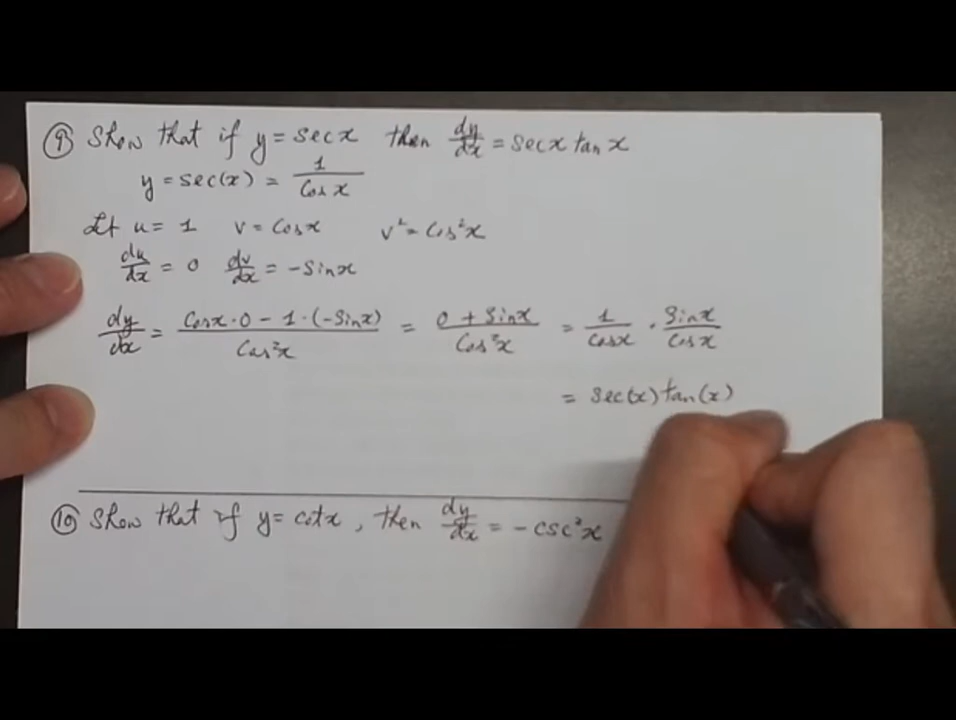 ⑨ Show that if y = sec x then dy/dx = sec x tan x
y = sec(x) = 1/Cos x
Let u = 1 v = Cos x v² = Cos²x
du/dx = 0 dv/dx = -Sin x
dy/dx = (Cos x · 0 - 1 · (-Sin x))/Cos²x = (0 + Sin x)/Cos²x = 1/Cos x · Sin x/Cos x
= Sec(x) tan(x)
⑩ Show that if y = cot x, then dy/dx = -csc²x